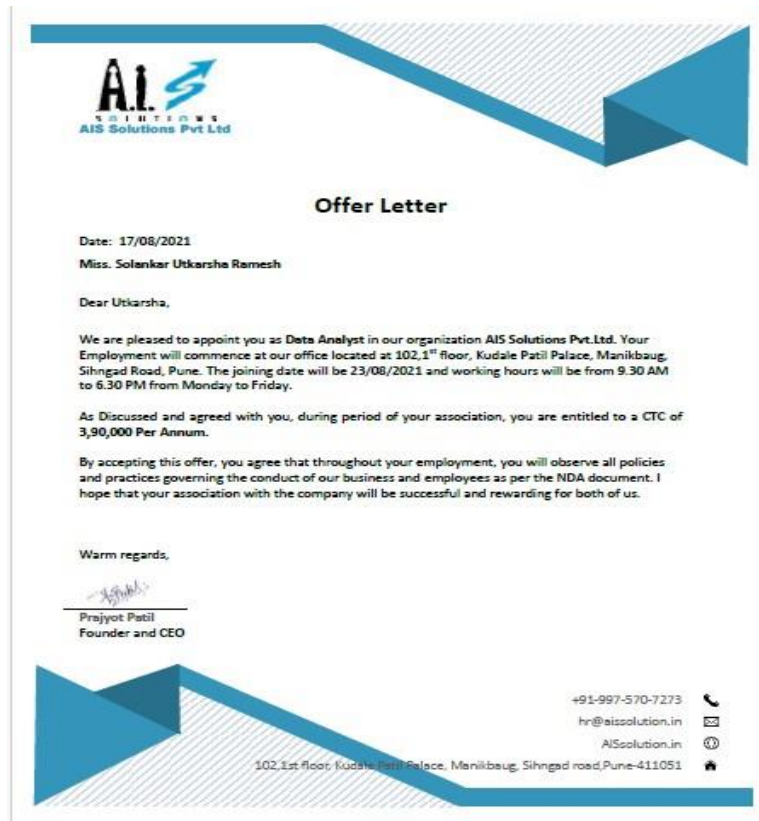 A.I.S
SOLUTIONS
AIS Solutions Pvt Ltd
Offer Letter
Date: 17/08/2021
Miss. Solankar Utkarsha Ramesh
Dear Utkarsha,
We are pleased to appoint you as Data Analyst in our organization AIS Solutions Pvt.Ltd. Your
Employment will commence at our office located at 102,1st floor, Kudale Patil Palace, Manikbaug,
Sihngad Road, Pune. The joining date will be 23/08/2021 and working hours will be from 9.30 AM
to 6.30 PM from Monday to Friday.
As Discussed and agreed with you, during period of your association, you are entitled to a CTC of
3,90,000 Per Annum.
By accepting this offer, you agree that throughout your employment, you will observe all policies
and practices governing the conduct of our business and employees as per the NDA document. I
hope that your association with the company will be successful and rewarding for both of us.
Warm regards,
Prajyot Patil
Founder and CEO
+91-997-570-7273
hr@aissolution.in
AISsolution.in
102,1st floor, Kudale Patil Palace, Manikbaug, Sihngad road,Pune-411051